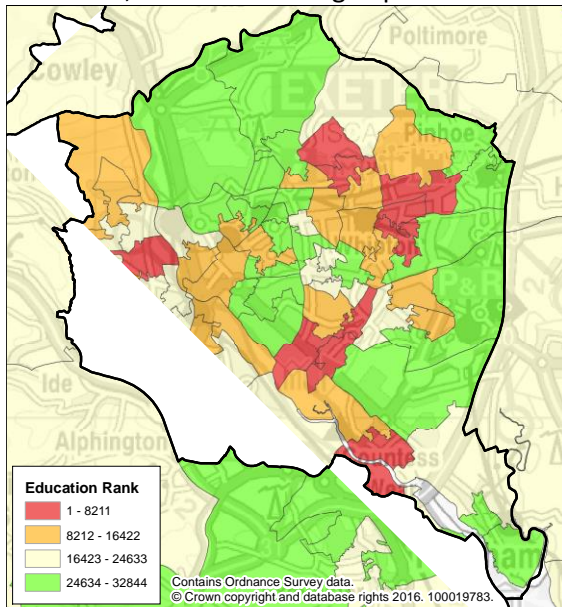 Poltimore
Cowley
EXETER
Pinhoe
Ide
Alphington
Countess
Education Rank
1 - 8211
8212 - 16422
16423 - 24633
24634 - 32844
Contains Ordnance Survey data.
© Crown copyright and database rights 2016. 100019783.